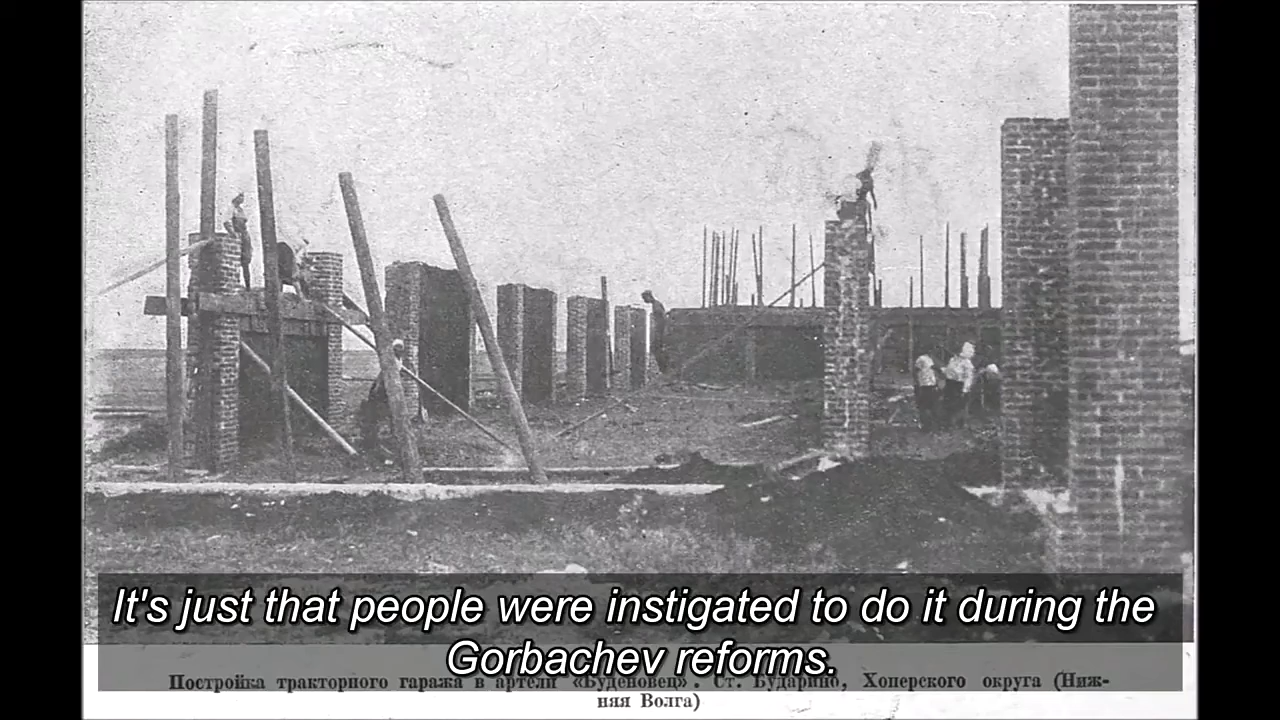 It's just that people were instigated to do it during the
Gorbachev reforms.
Постройка тракторного гаража в артели «Буденовец». Ст. Бударино, Хоперского округа (Ниж-
няя Волга)